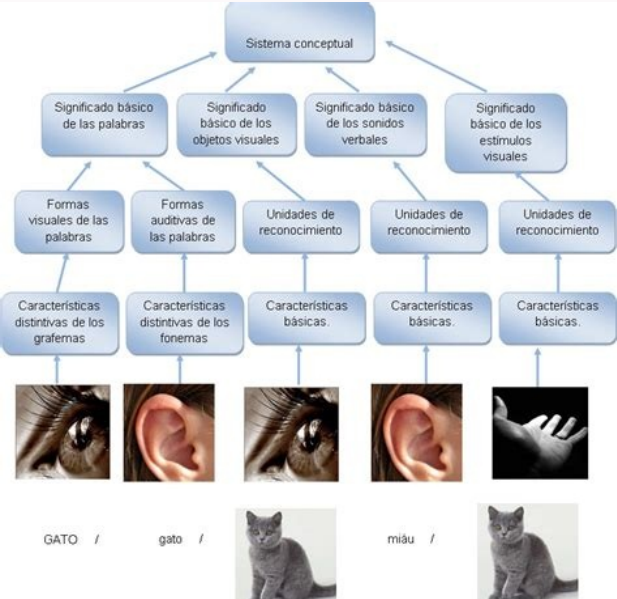 Sistema conceptual
Significado básico
de las palabras
Significado
básico de los
objetos visuales
Significado básico
de los sonidos
verbales
Significado
básico de los
estímulos
visuales
Formas
visuales de las
palabras
Formas
auditivas de
las palabras
Unidades de
reconocimiento
Unidades de
reconocimiento
Unidades de
reconocimiento
Características
distintivas de los
grafemas
Características
distintivas de los
fonemas
Características
básicas.
Características
básicas.
Características
básicas.
GATO /
gato /
miáu /